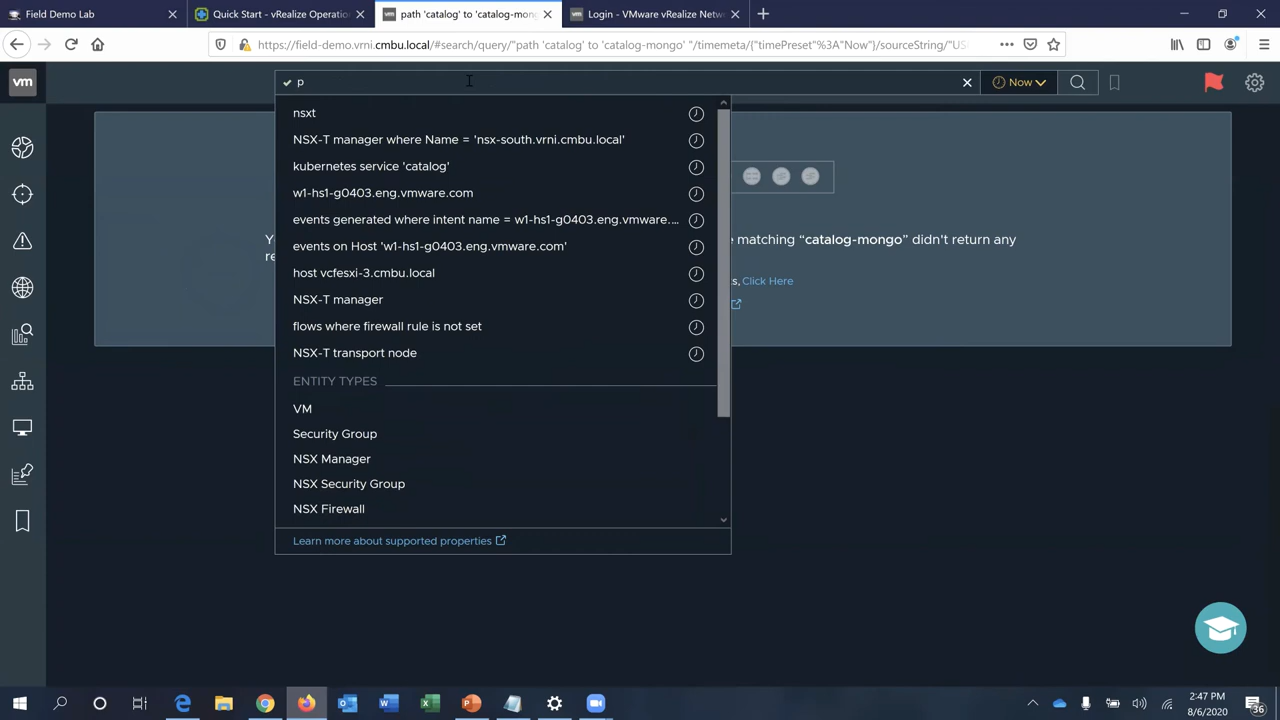 Field Demo Lab
Quick Start - vRealize Operation
path 'catalog' to 'catalog-mon
Login - VMware vRealize Netw
https://field-demo.vrni.cmbu.local/#search/query/"path 'catalog' to 'catalog-mongo' "/timemeta/{"timePreset"%3A"Now"}/sourceString/"US
vm
p
Now
nsxt
NSX-T manager where Name = 'nsx-south.vrni.cmbu.local'
kubernetes service 'catalog'
w1-hs1-g0403.eng.vmware.com
events generated where intent name = w1-hs1-g0403.eng.vmware....
events on Host 'w1-hs1-g0403.eng.vmware.com'
host vcfesxi-3.cmbu.local
NSX-T manager
flows where firewall rule is not set
NSX-T transport node
ENTITY TYPES
VM
Security Group
NSX Manager
NSX Security Group
NSX Firewall
Learn more about supported properties
matching “catalog-mongo” didn't return any
Click Here
2:47 PM
8/6/2020
36